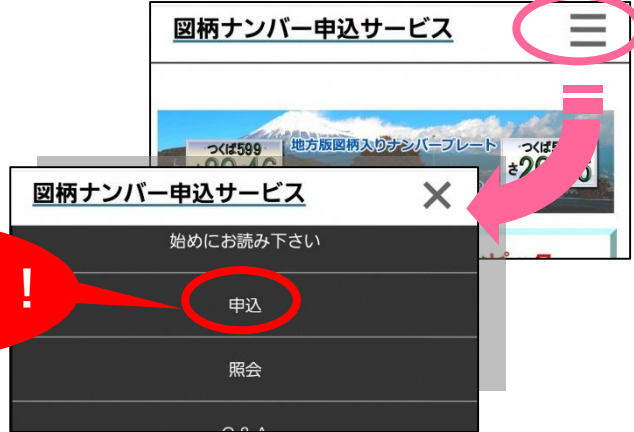 図柄ナンバー申込サービス
地方版図柄入りナンバープレート
つくば599
図柄ナンバー申込サービス
始めにお読み下さい
!
申込
照会